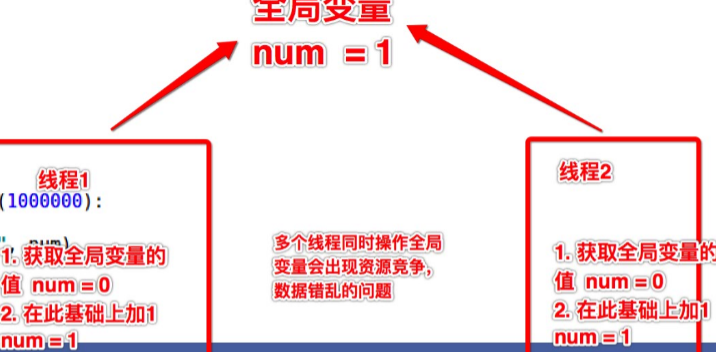 全局变量
num = 1
线程1
(1000000):
", num)
1. 获取全局变量的
值 num = 0
2. 在此基础上加1
num = 1
多个线程同时操作全局
变量会出现资源竞争，
数据错乱的问题
线程2
1. 获取全局变量的
值 num = 0
2. 在此基础上加1
num = 1